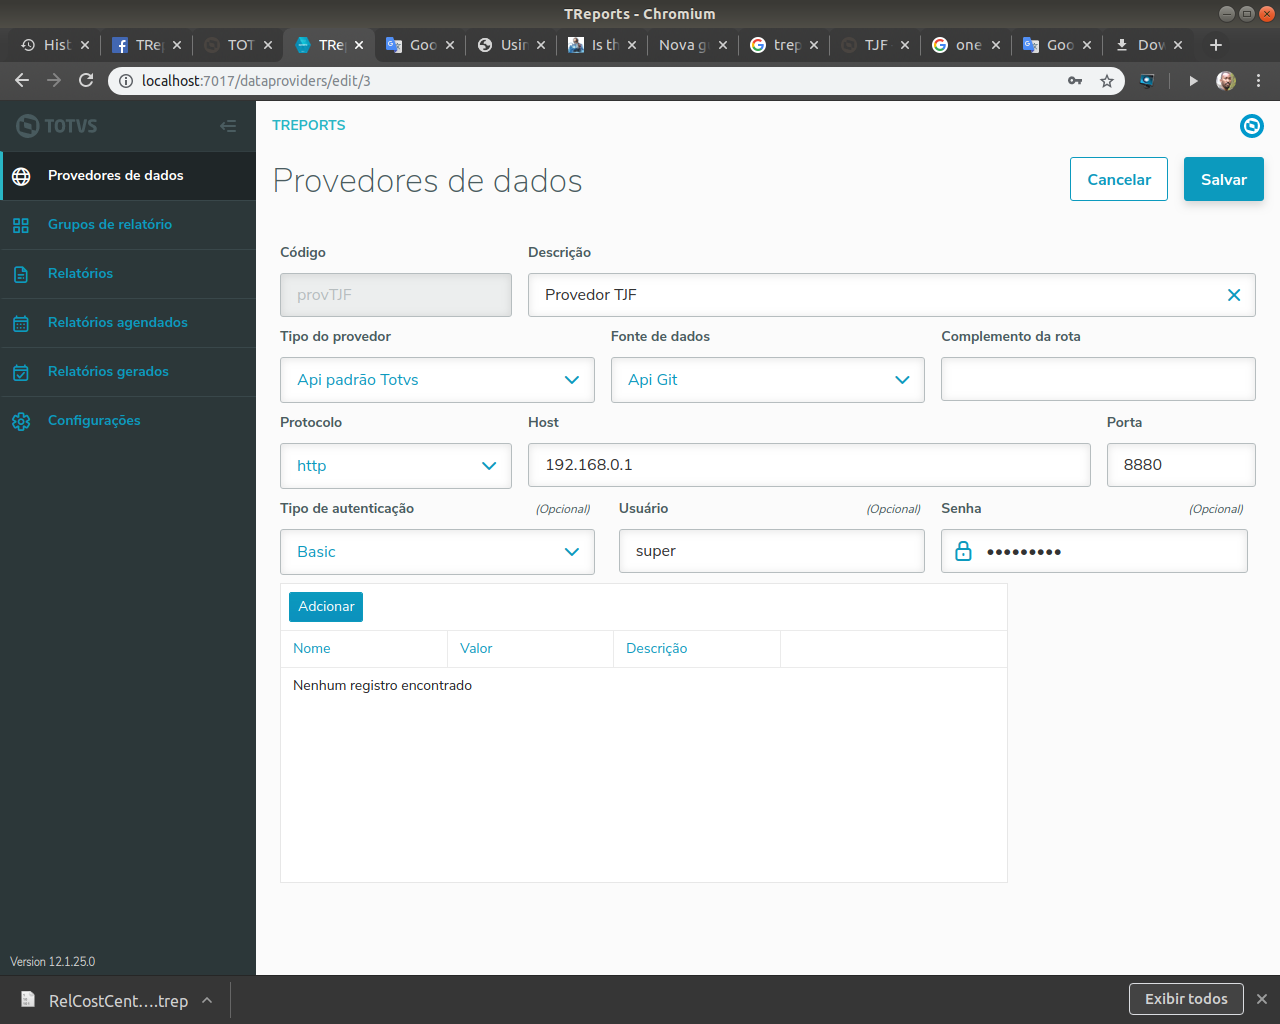 TReports - Chromium
Hist
TRe
TOT
TRe
Goo
Usin
Is th
Nova g
trep
TJF
one
Goo
Dov
localhost:7017/dataproviders/edit/3
TOTVS
Provedores de dados
Grupos de relatório
Relatórios
Relatórios agendados
Relatórios gerados
Configurações
Version 12.1.25.0
TREPORTS
Provedores de dados
Cancelar
Salvar
Código
Descrição
provTJF
Provedor TJF
Tipo do provedor
Fonte de dados
Complemento da rota
Api padrão Totvs
Api Git
Protocolo
Host
Porta
http
192.168.0.1
8880
Tipo de autenticação
(Opcional)
Usuário
(Opcional)
Senha
(Opcional)
Basic
super
•••••••••
Adcionar
Nome
Valor
Descrição
Nenhum registro encontrado
RelCostCent....trep
Exibir todos